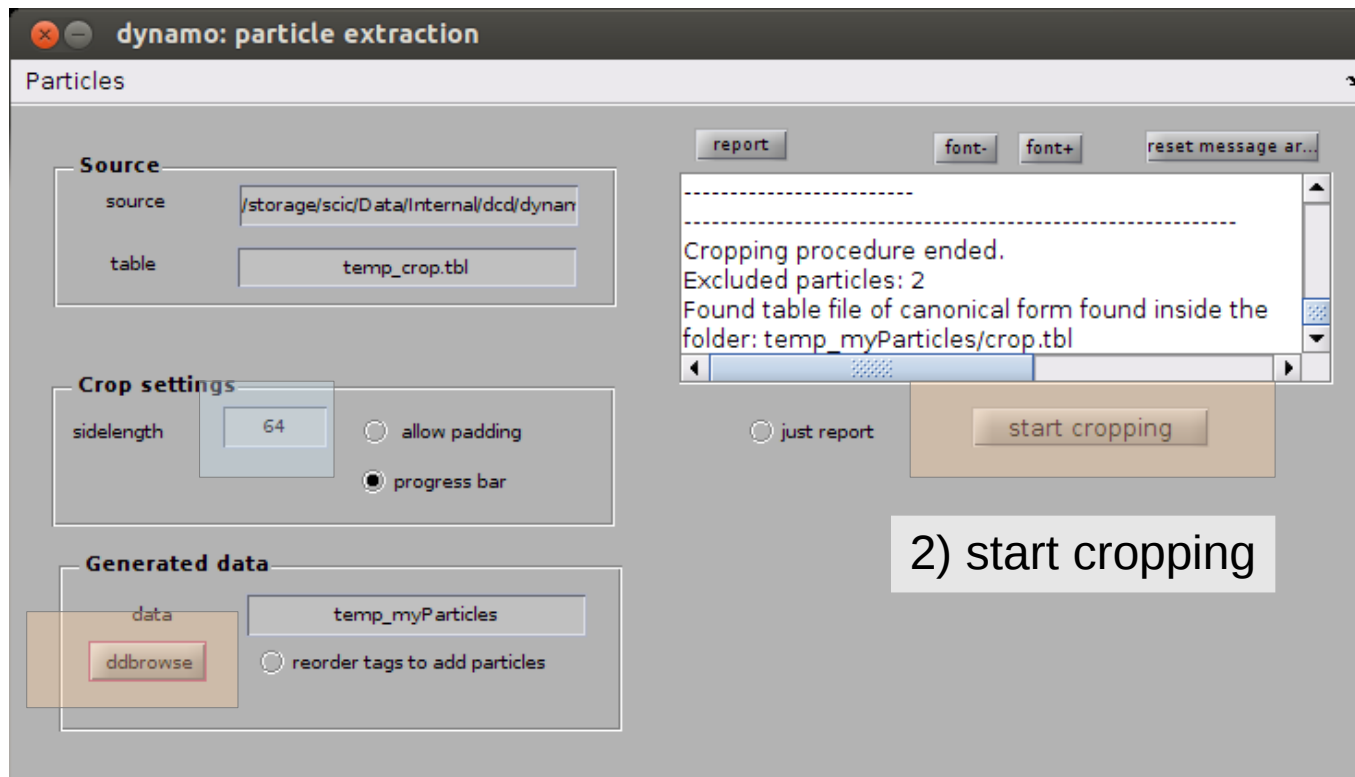 dynamo: particle extraction
Particles
Source
source /storage/scic/Data/Internal/dcd/dynam
table temp_crop.tbl
Crop settings
sidelength 64 allow padding
progress bar
Generated data
data temp_myParticles
ddbrowse reorder tags to add particles
report font- font+ reset message ar...
-------------------------
------------------------------------------------------------
Cropping procedure ended.
Excluded particles: 2
Found table file of canonical form found inside the
folder: temp_myParticles/crop.tbl
just report start cropping
2) start cropping